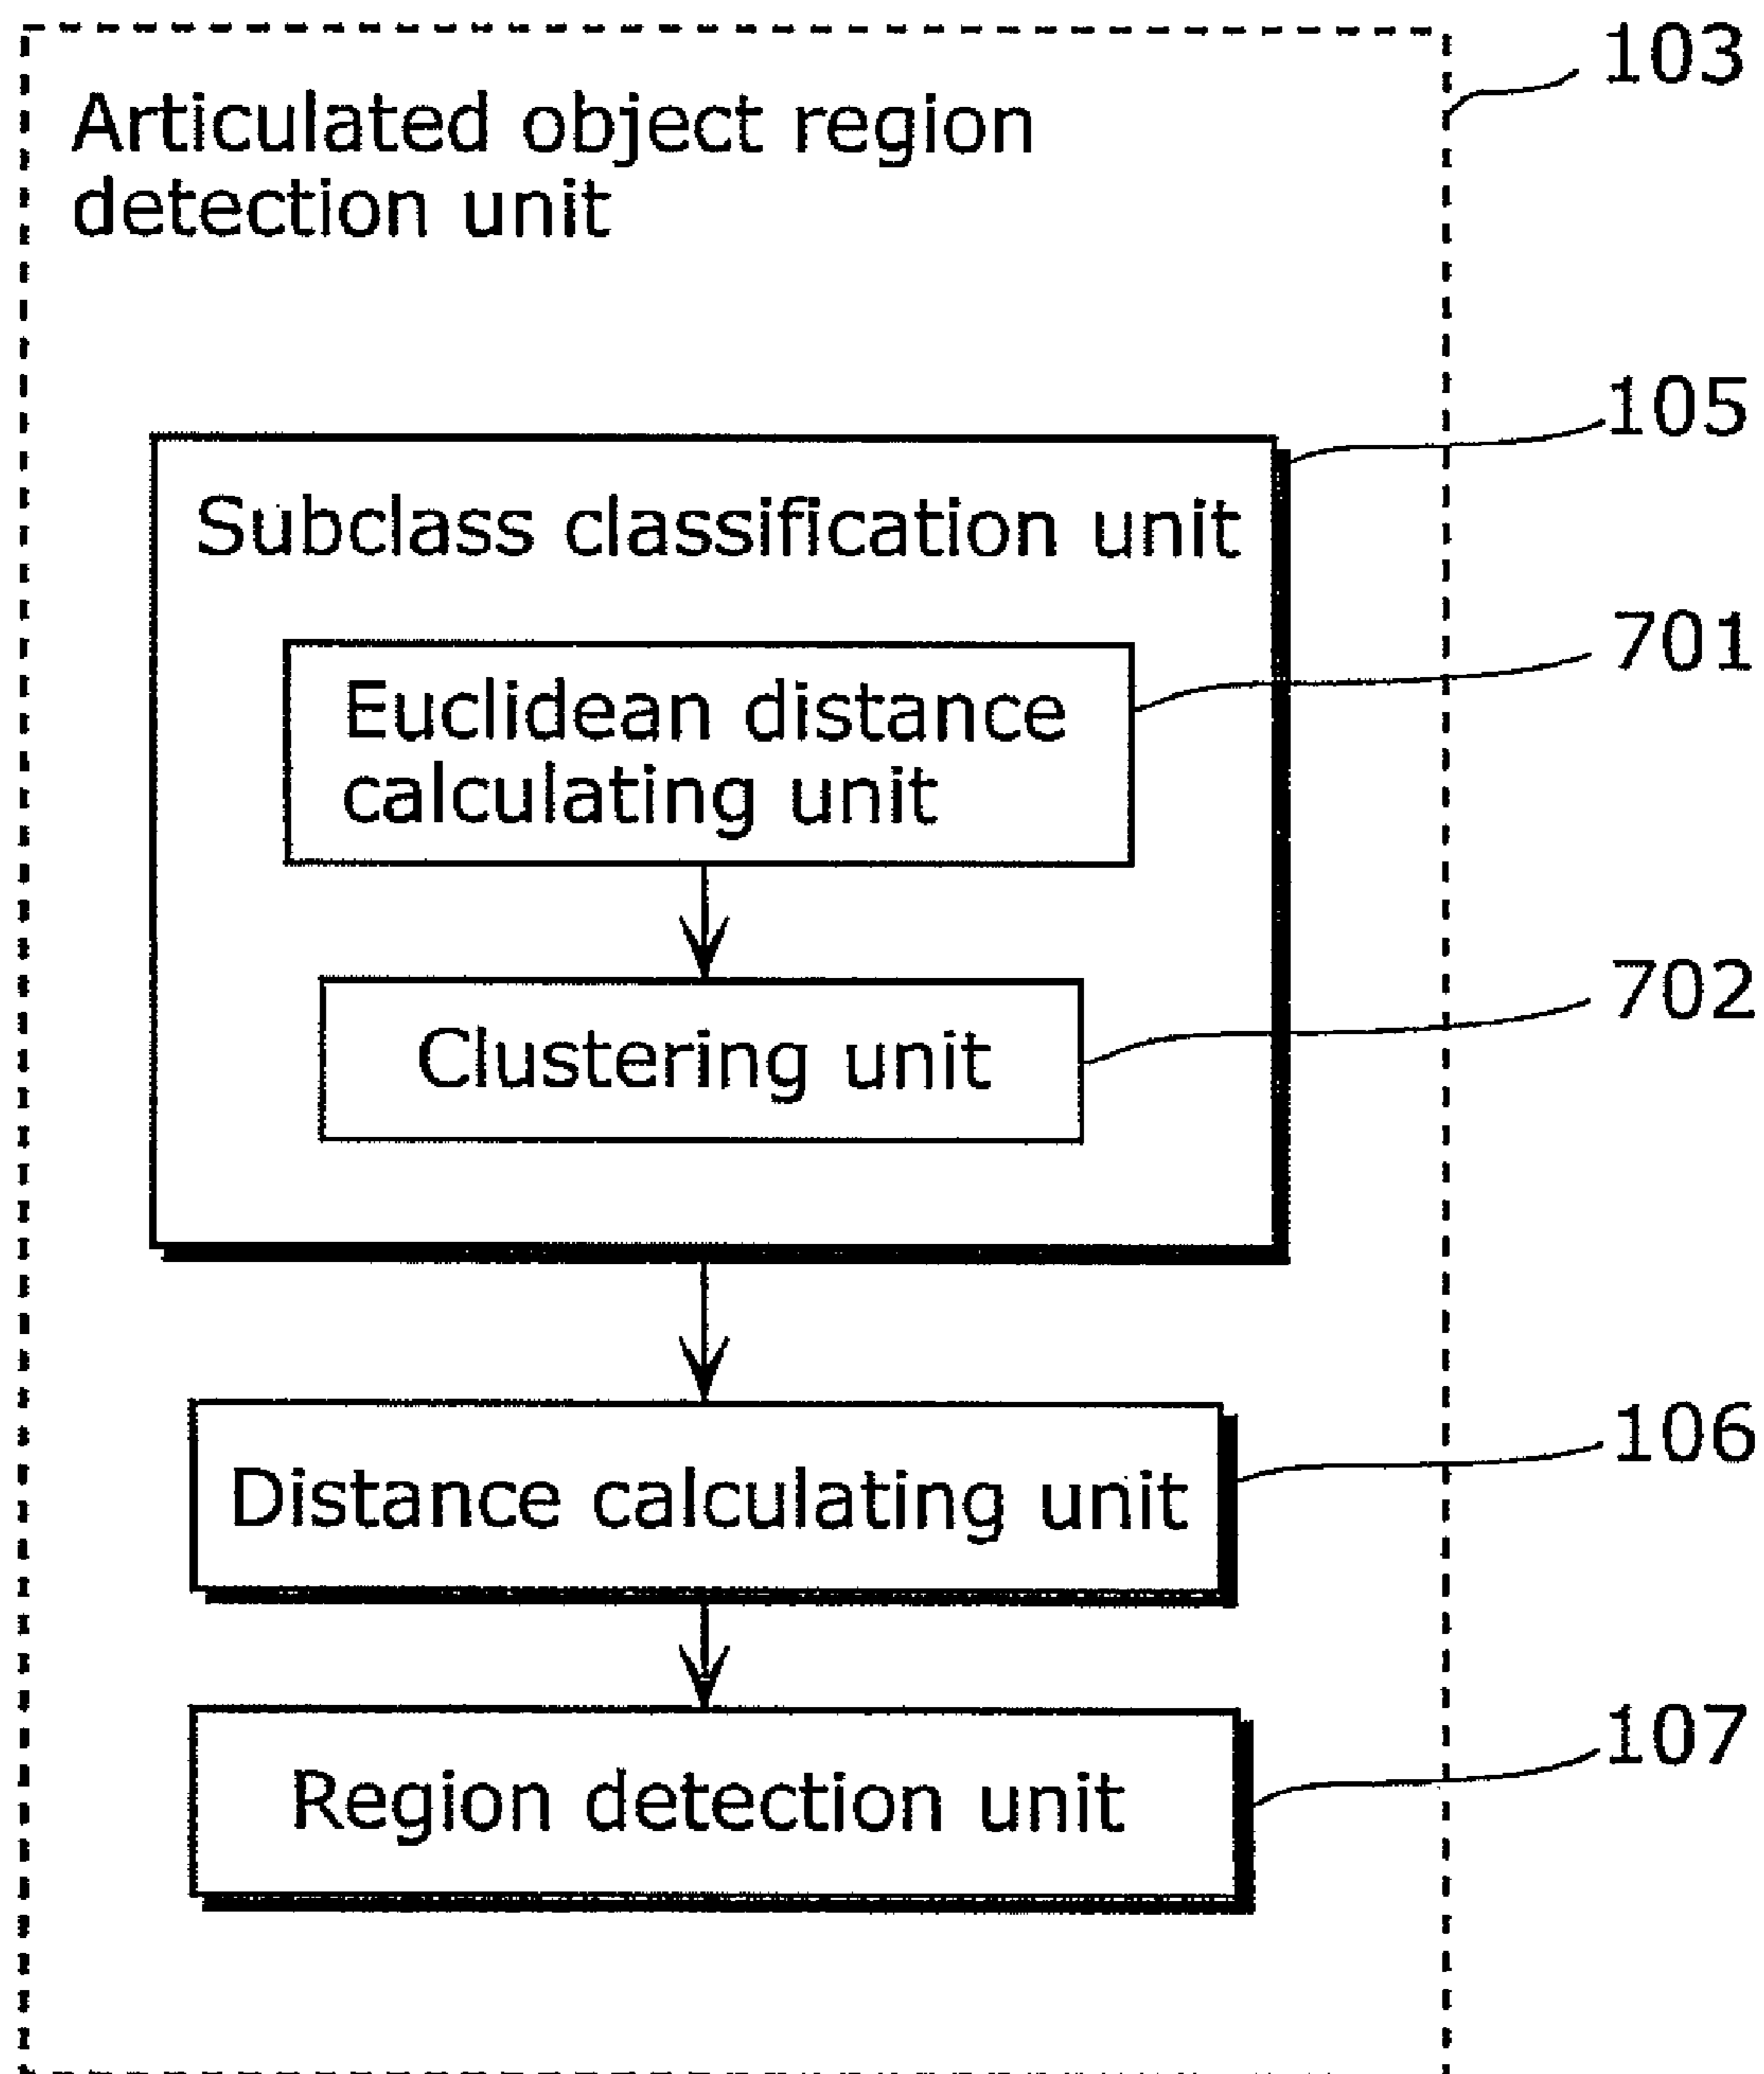 103
Articulated object region
detection unit
105
Subclass classification unit
701
Euclidean distance
calculating unit
702
Clustering unit
106
Distance calculating unit
107
Region detection unit